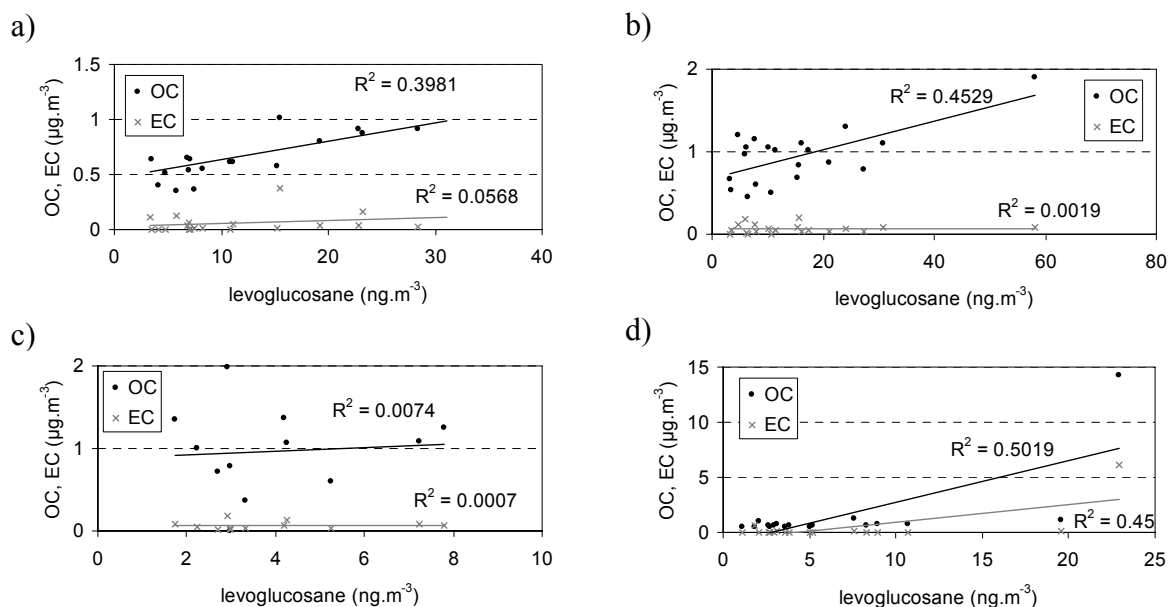 a)
OC, EC (µg.m⁻³)
1.5
1
0.5
0
OC
EC
R² = 0.3981
R² = 0.0568
0 10 20 30 40
levoglucosane (ng.m⁻³)
b)
OC, EC (µg.m⁻³)
2
1
0
R² = 0.4529
OC
EC
R² = 0.0019
0 20 40 60 80
levoglucosane (ng.m⁻³)
c)
OC, EC (µg.m⁻³)
2
1
0
OC
EC
R² = 0.0074
R² = 0.0007
0 2 4 6 8 10
levoglucosane (ng.m⁻³)
d)
OC, EC (µg.m⁻³)
15
10
5
0
OC
EC
R² = 0.5019
R² = 0.45
0 5 10 15 20 25
levoglucosane (ng.m⁻³)